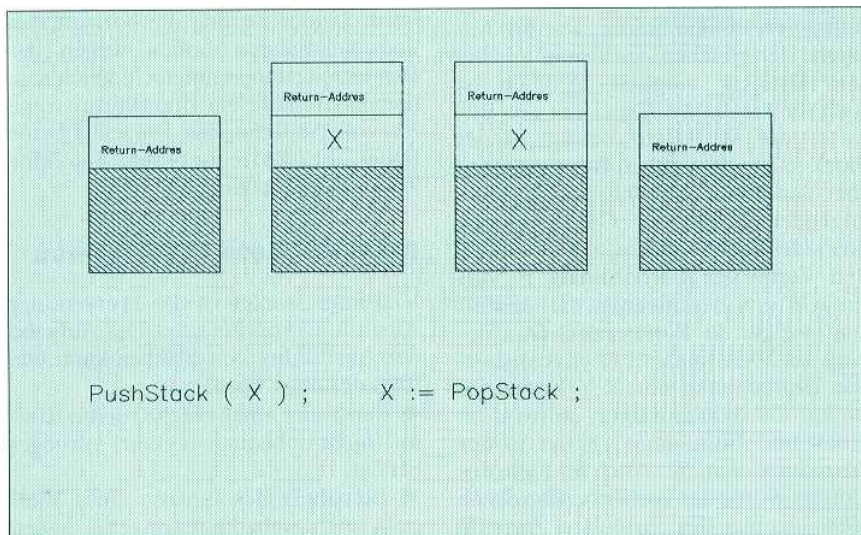 Return-Addres
Return-Addres
Return-Addres
Return-Addres
X
X
PushStack ( X ) ;
X := PopStack ;